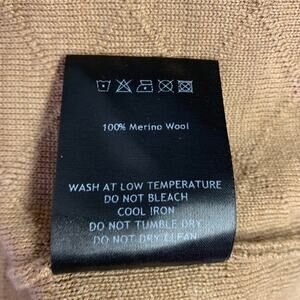 100% Merino Wool
WASH AT LOW TEMPERATURE
DO NOT BLEACH
COOL IRON
DO NOT TUMBLE DRY
DO NOT DRY CLEAN